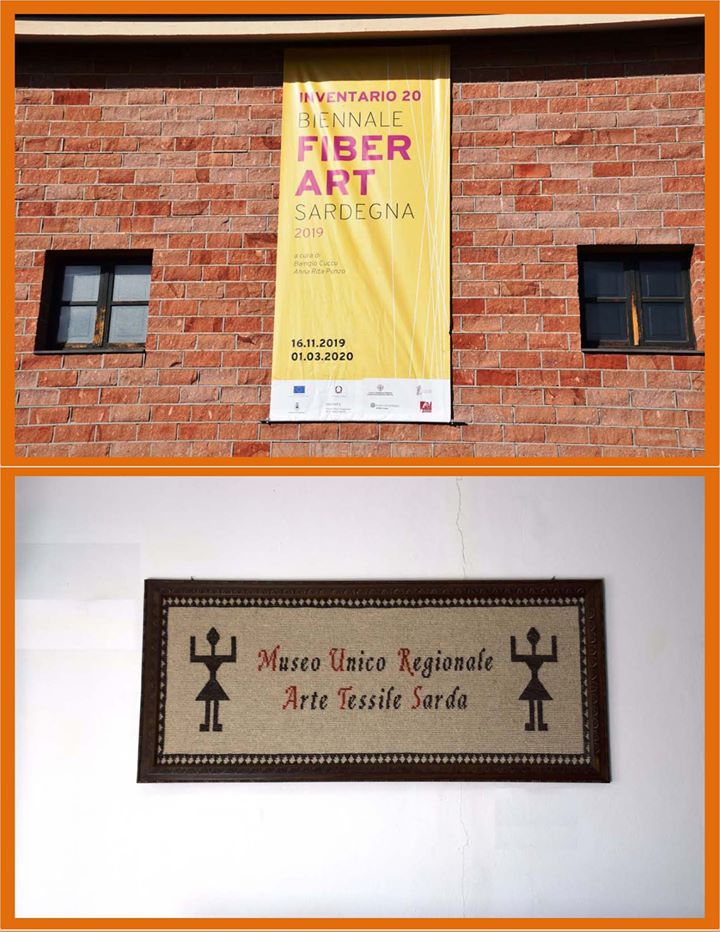 INVENTARIO 20
BIENNALE
FIBER
ART
SARDEGNA
2019
a cura di
Baingio Cuccu
Anna Rita Punzo
16.11.2019
01.03.2020
Museo Unico Regionale
Arte Tessile Sarda